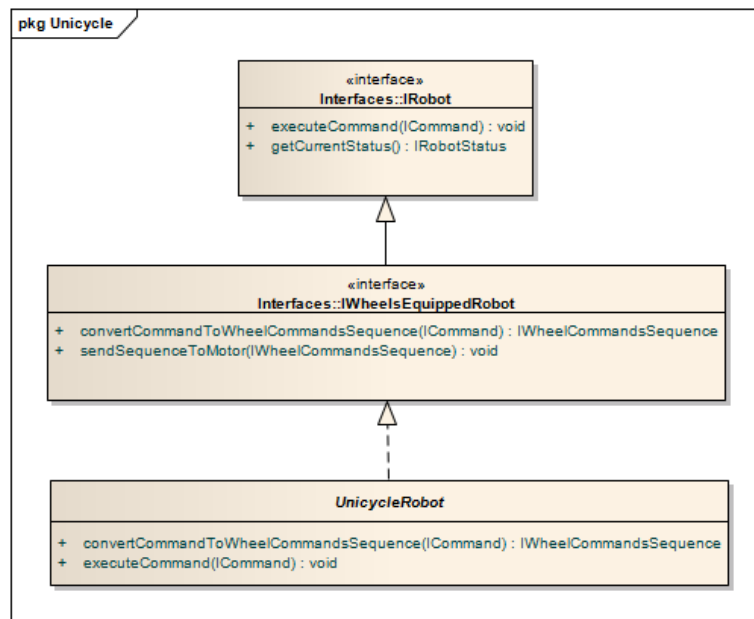 pkg Unicycle
«interface»
Interfaces::IRobot
+ executeCommand(ICommand) : void
+ getCurrentStatus() : IRobotStatus
«interface»
Interfaces::IWheelsEquippedRobot
+ convertCommandToWheelCommandsSequence(ICommand) : IWheelCommandsSequence
+ sendSequenceToMotor(IWheelCommandsSequence) : void
UnicycleRobot
+ convertCommandToWheelCommandsSequence(ICommand) : IWheelCommandsSequence
+ executeCommand(ICommand) : void